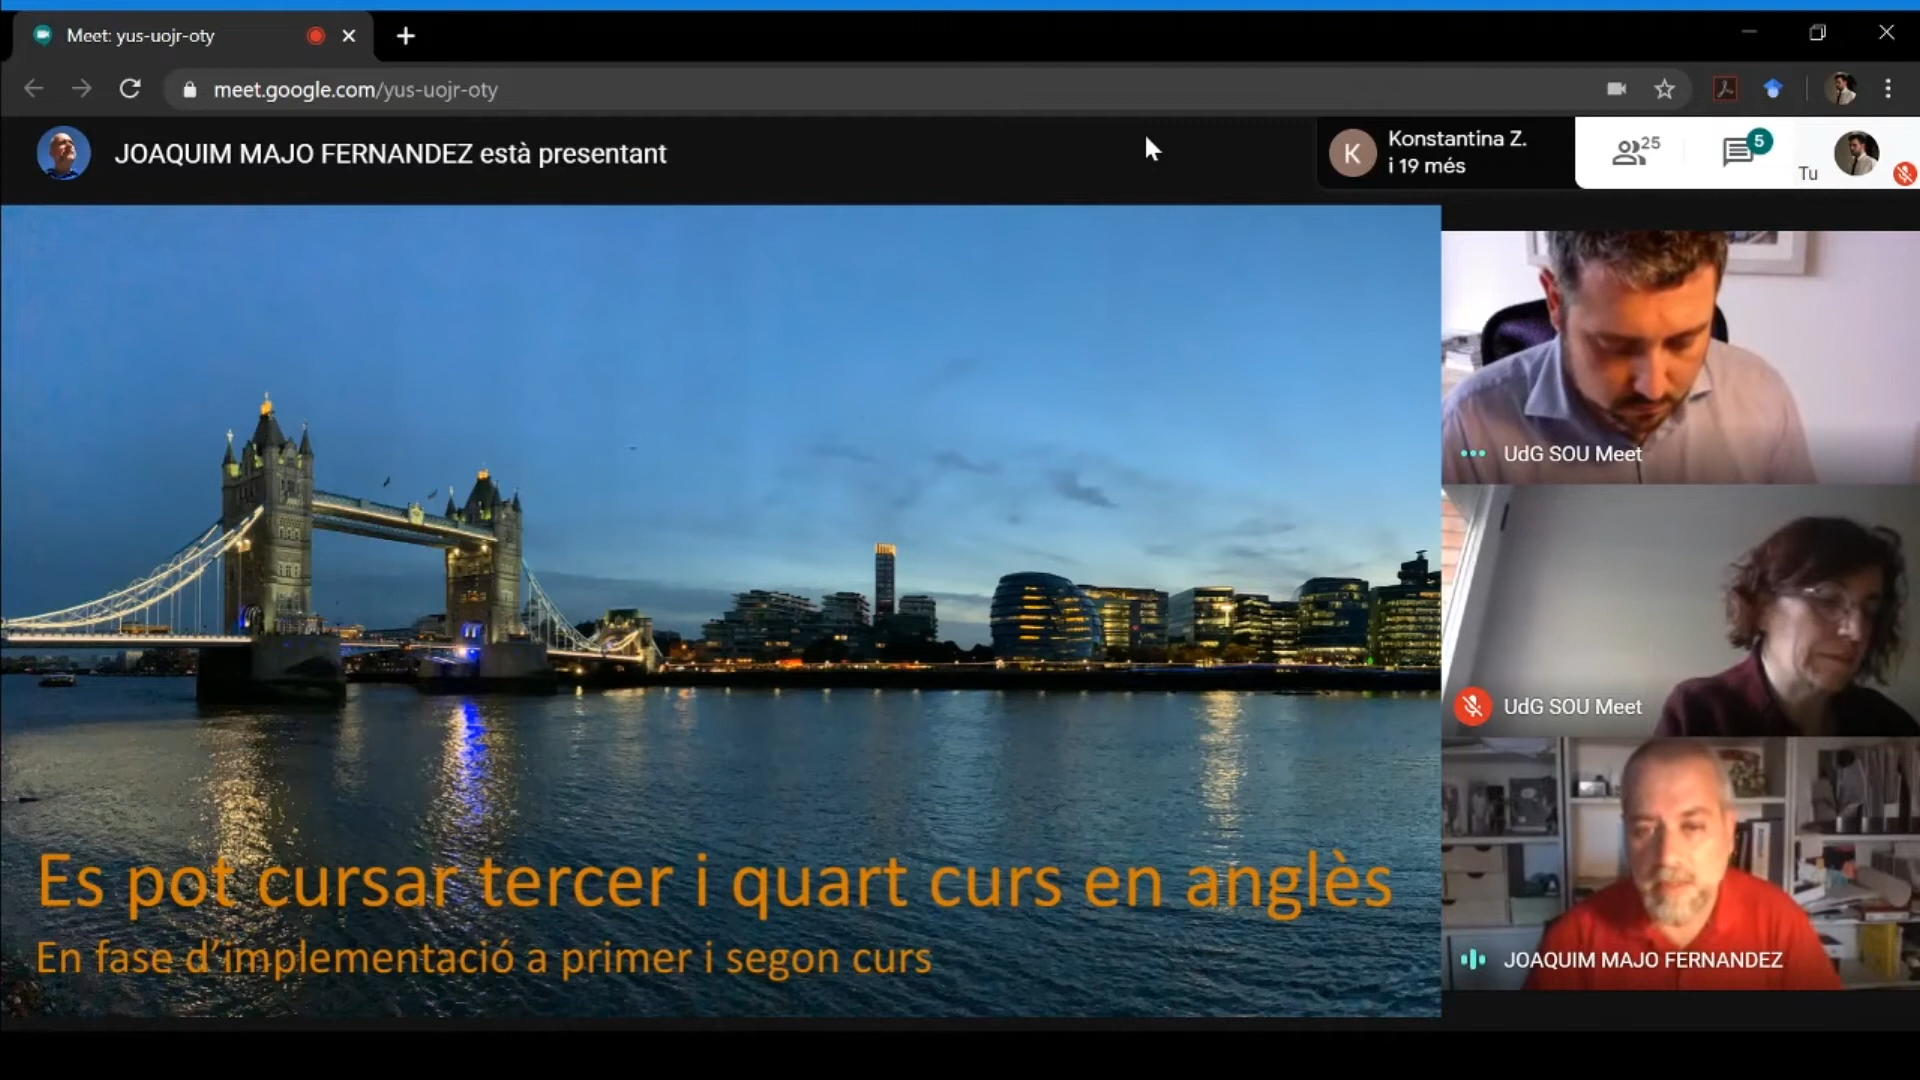 Meet: yus-uojr-oty
meet.google.com/yus-uojr-oty
JOAQUIM MAJO FERNANDEZ està presentant
K
Konstantina Z.
i 19 més
25
5
Tu
UdG SOU Meet
UdG SOU Meet
JOAQUIM MAJO FERNANDEZ
Es pot cursar tercer i quart curs en anglès
En fase d'implementació a primer i segon curs